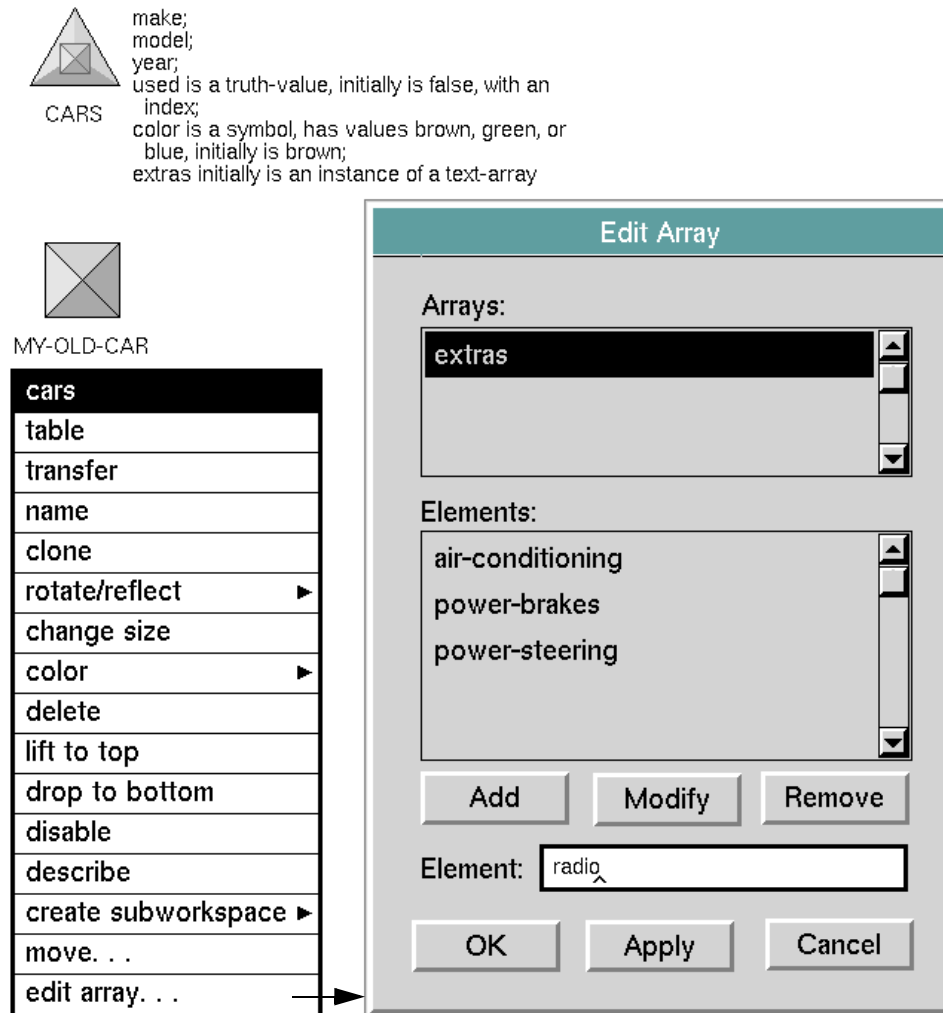 make;
model;
year;
used is a truth-value, initially is false, with an
index;
color is a symbol, has values brown, green, or
blue, initially is brown;
extras initially is an instance of a text-array
CARS
MY-OLD-CAR
cars
table
transfer
name
clone
rotate/reflect
change size
color
delete
lift to top
drop to bottom
disable
describe
create subworkspace
move. . .
edit array. . .
Edit Array
Arrays:
extras
Elements:
air-conditioning
power-brakes
power-steering
Add Modify Remove
Element: radio
OK Apply Cancel